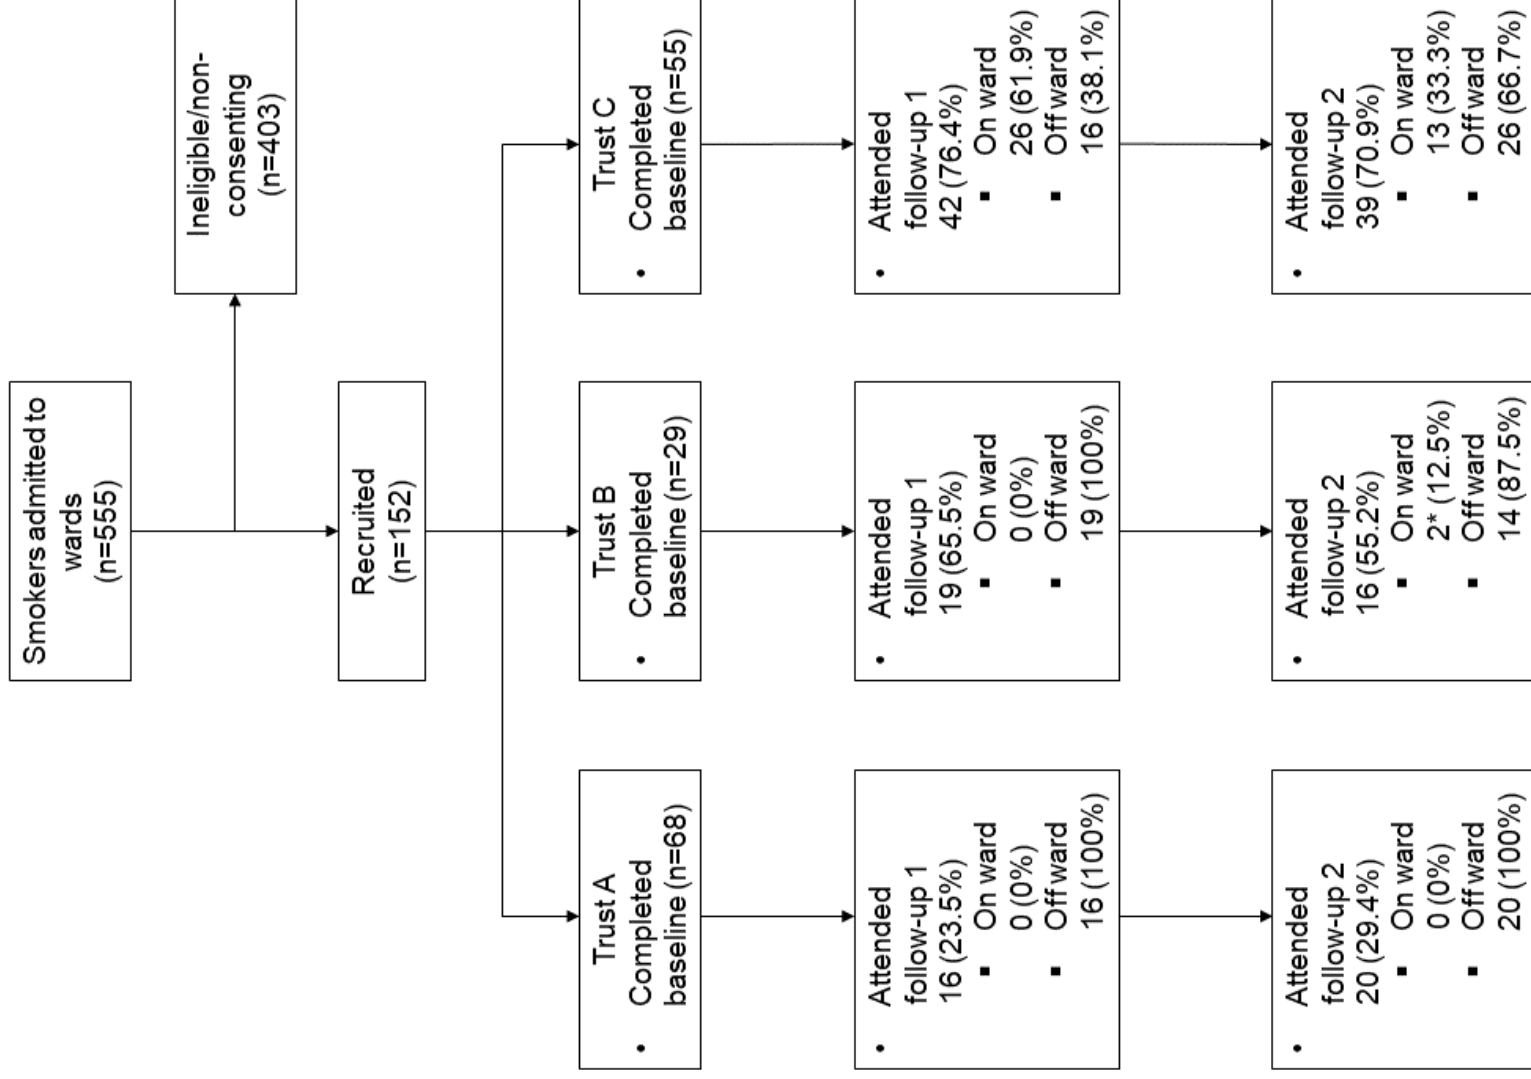 Smokers admitted to
wards
(n=555)
Ineligible/non-
consenting
(n=403)
Recruited
(n=152)
Trust A
• Completed
baseline (n=68)
Trust B
• Completed
baseline (n=29)
Trust C
• Completed
baseline (n=55)
• Attended
follow-up 1
16 (23.5%)
▪ On ward
0 (0%)
▪ Off ward
16 (100%)
• Attended
follow-up 1
19 (65.5%)
▪ On ward
0 (0%)
▪ Off ward
19 (100%)
• Attended
follow-up 1
42 (76.4%)
▪ On ward
26 (61.9%)
▪ Off ward
16 (38.1%)
• Attended
follow-up 2
20 (29.4%)
▪ On ward
0 (0%)
▪ Off ward
20 (100%)
• Attended
follow-up 2
16 (55.2%)
▪ On ward
2* (12.5%)
▪ Off ward
14 (87.5%)
• Attended
follow-up 2
39 (70.9%)
▪ On ward
13 (33.3%)
▪ Off ward
26 (66.7%)